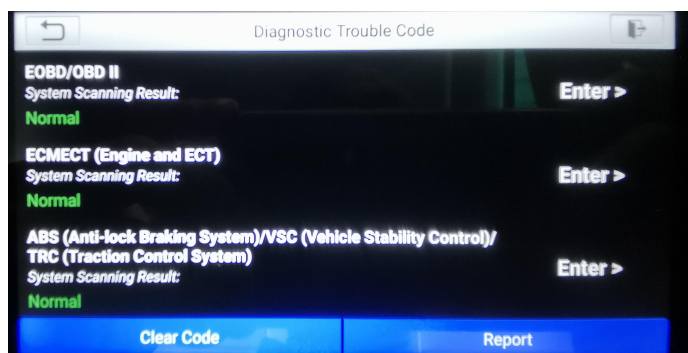 Diagnostic Trouble Code
EOBD/OBD II
System Scanning Result:
Enter >
Normal
ECMECT (Engine and ECT)
System Scanning Result:
Enter >
Normal
ABS (Anti-lock Braking System)/VSC (Vehicle Stability Control)/
TRC (Traction Control System)
System Scanning Result:
Enter >
Normal
Clear Code
Report